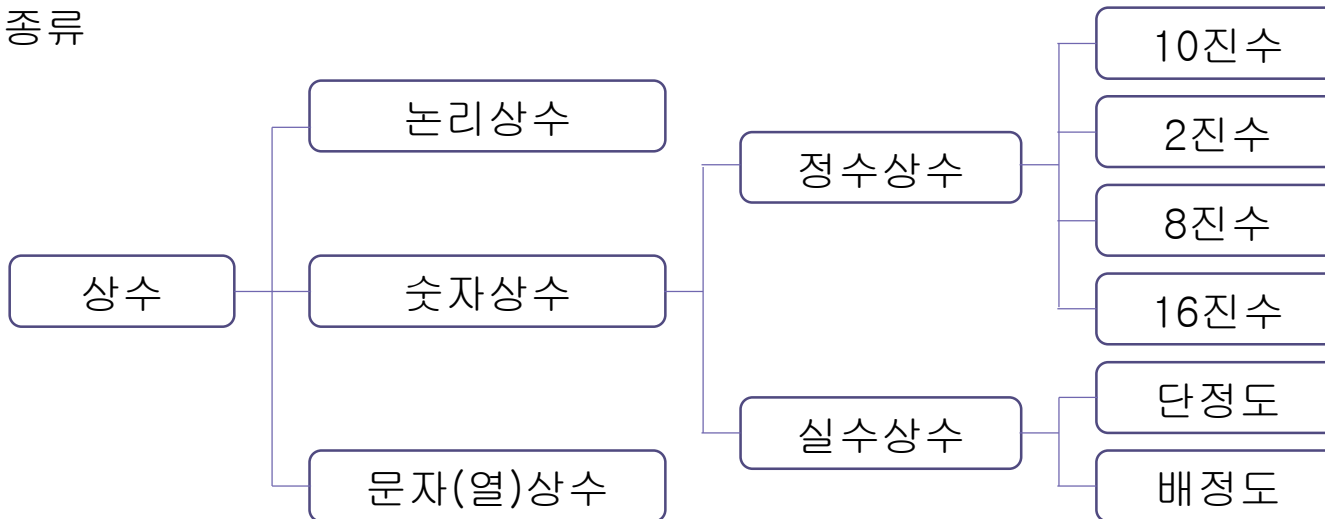 종류
상수
논리상수
숫자상수
문자(열)상수
정수상수
실수상수
10진수
2진수
8진수
16진수
단정도
배정도